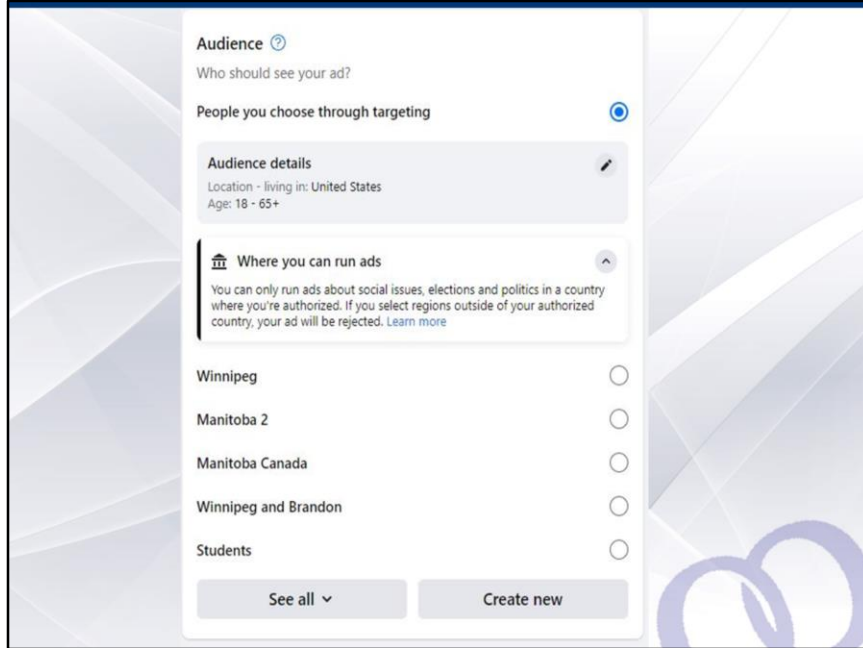 Audience
Who should see your ad?
People you choose through targeting
Audience details
Location - living in: United States
Age: 18 - 65+
Where you can run ads
You can only run ads about social issues, elections and politics in a country
where you're authorized. If you select regions outside of your authorized
country, your ad will be rejected. Learn more
Winnipeg
Manitoba 2
Manitoba Canada
Winnipeg and Brandon
Students
See all
Create new